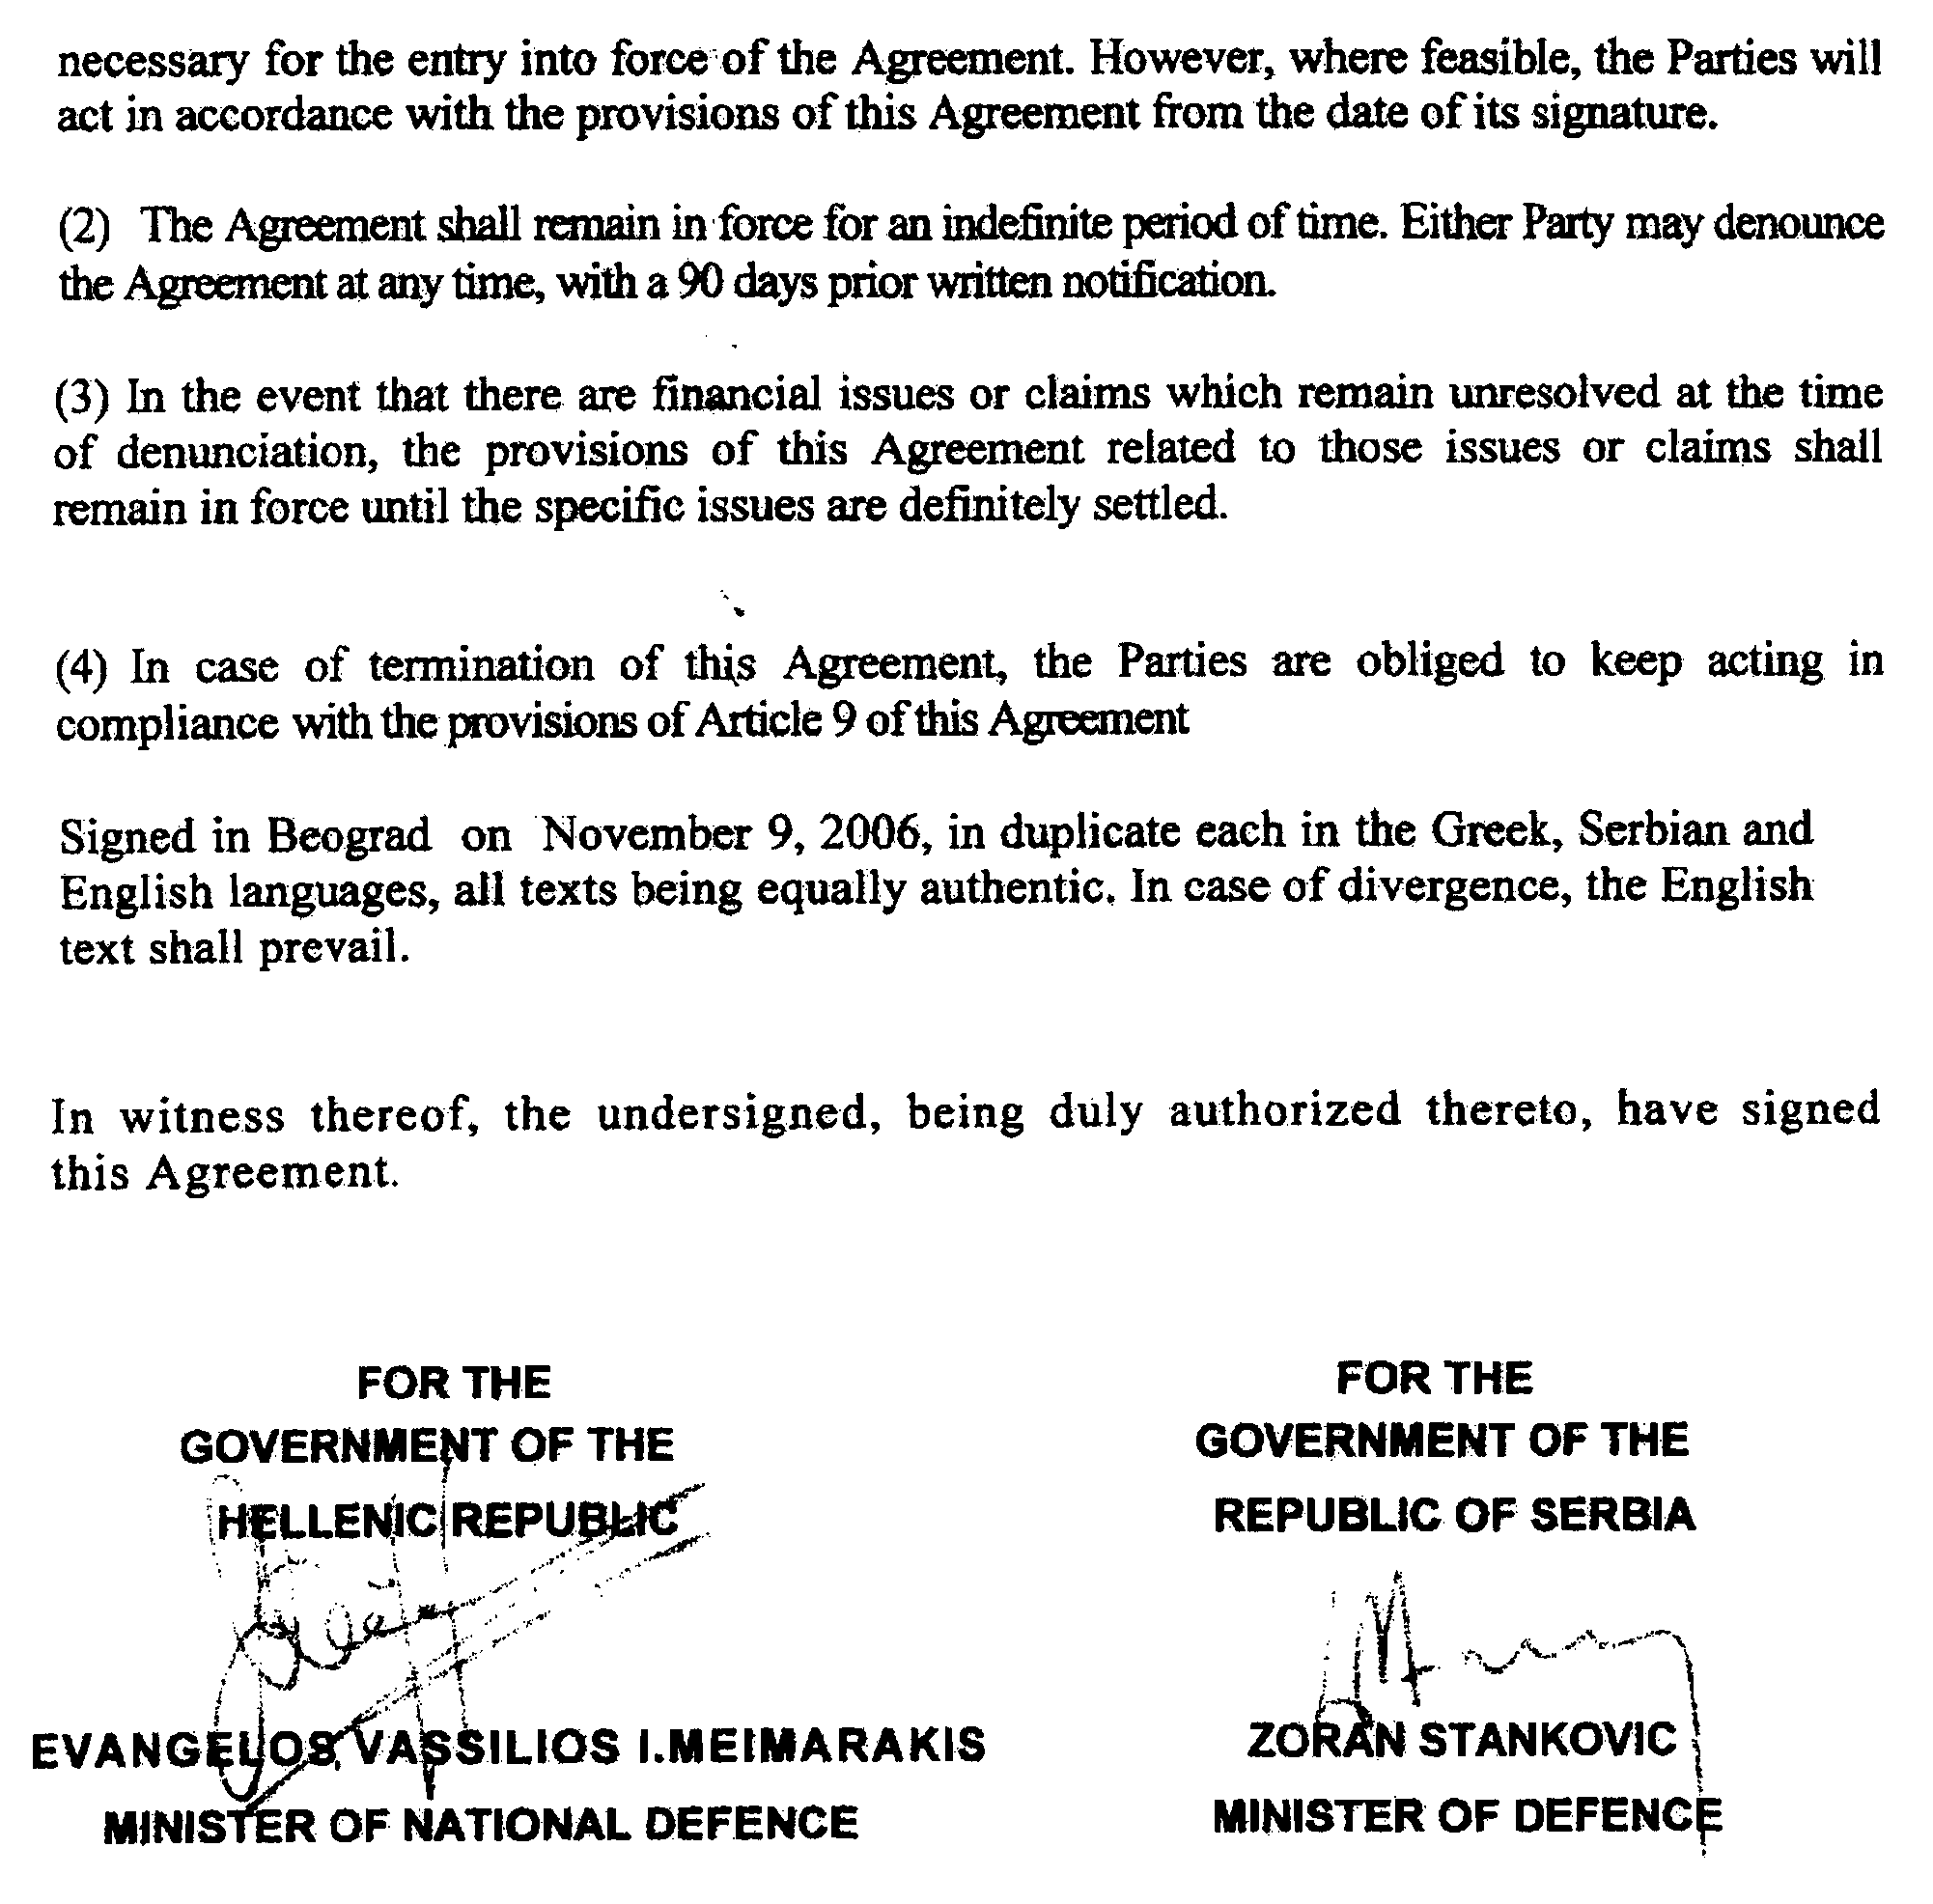 necessary for the entry into force of the Agreement. However, where feasible, the Parties will
act in accordance with the provisions of this Agreement from the date of its signature.
(2) The Agreement shall remain in force for an indefinite period of time. Either Party may denounce
the Agreement at any time, with a 90 days prior written notification.
(3) In the event that there are financial issues or claims which remain unresolved at the time
of denunciation, the provisions of this Agreement related to those issues or claims shall
remain in force until the specific issues are definitely settled.
(4) In case of termination of this Agreement, the Parties are obliged to keep acting in
compliance with the provisions of Article 9 of this Agreement
Signed in Beograd on November 9, 2006, in duplicate each in the Greek, Serbian and
English languages, all texts being equally authentic. In case of divergence, the English
text shall prevail.
In witness thereof, the undersigned, being duly authorized thereto, have signed
this Agreement.
FOR THE
GOVERNMENT OF THE
HELLENIC REPUBLIC
EVANGELOS VASSILIOS I.MEIMARAKIS
MINISTER OF NATIONAL DEFENCE
FOR THE
GOVERNMENT OF THE
REPUBLIC OF SERBIA
ZORAN STANKOVIC
MINISTER OF DEFENCE